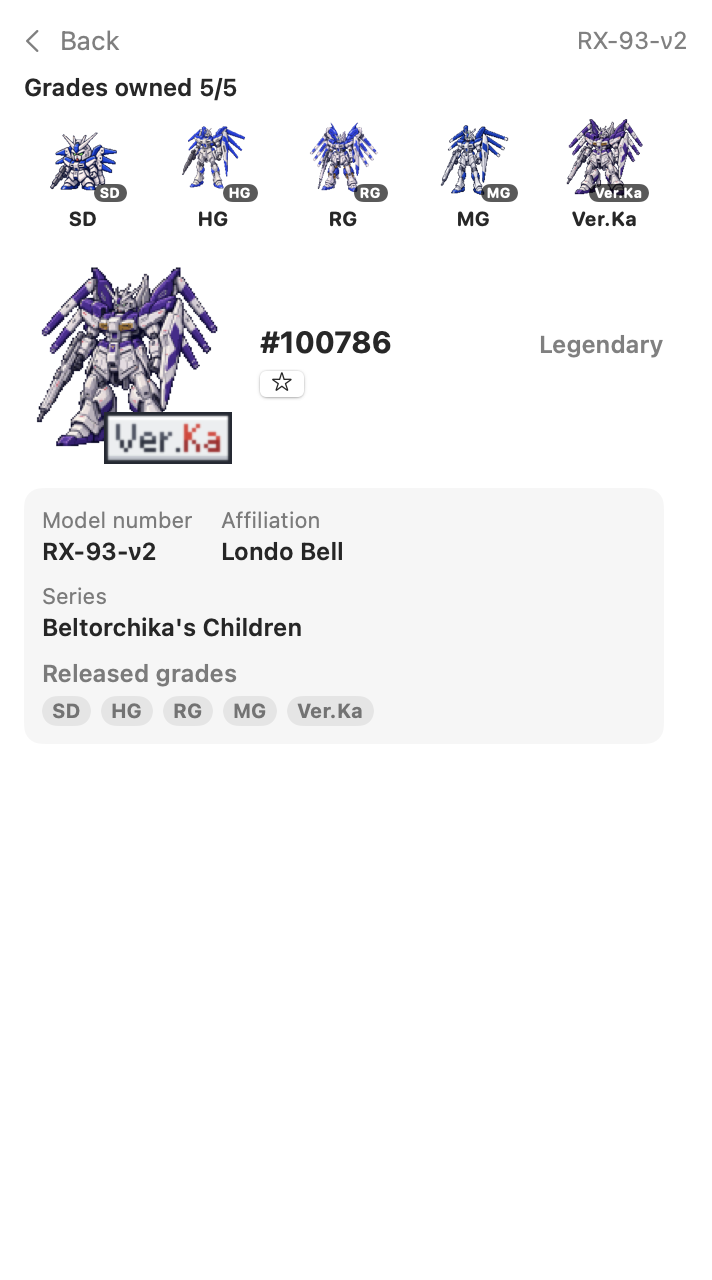 Back
RX-93-ν2
Grades owned 5/5
SD
HG
RG
MG
Ver.Ka
SD
HG
RG
MG
Ver.Ka
#100786
Legendary
Ver.Ka
Model number
Affiliation
RX-93-ν2
Londo Bell
Series
Beltorchika's Children
Released grades
SD
HG
RG
MG
Ver.Ka